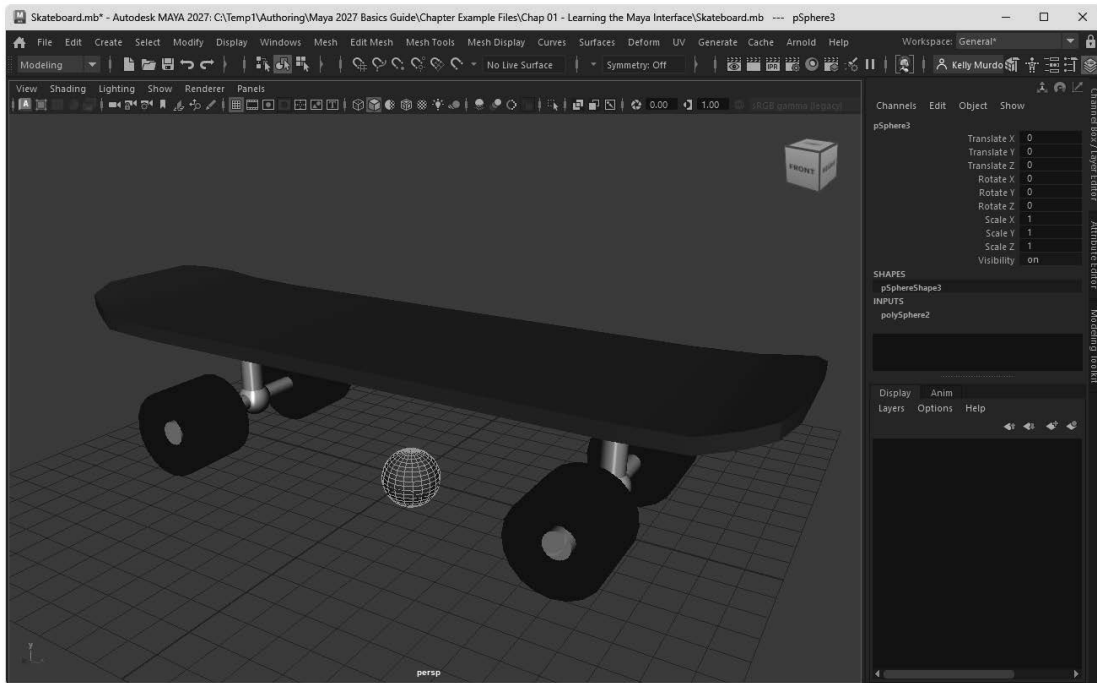 Skateboard.mb* - Autodesk MAYA 2027: C:\Temp1\Authoring\Maya 2027 Basics Guide\Chapter Example Files\Chap 01 - Learning the Maya Interface\Skateboard.mb --- pSphere3
File Edit Create Select Modify Display Windows Mesh Edit Mesh Mesh Tools Mesh Display Curves Surfaces Deform UV Generate Cache Arnold Help Workspace: General*
Modeling No Live Surface Symmetry: Off IPR Kelly Murdo
View Shading Lighting Show Renderer Panels
0.00 1.00 sRGB gamma (legacy)
FRONT
persp
y
Channels Edit Object Show
pSphere3
Translate X 0
Translate Y 0
Translate Z 0
Rotate X 0
Rotate Y 0
Rotate Z 0
Scale X 1
Scale Y 1
Scale Z 1
Visibility on
SHAPES
pSphereShape3
INPUTS
polySphere2
Display Anim
Layers Options Help
Channel Box / Layer Editor
Attribute Editor
Modeling Toolkit